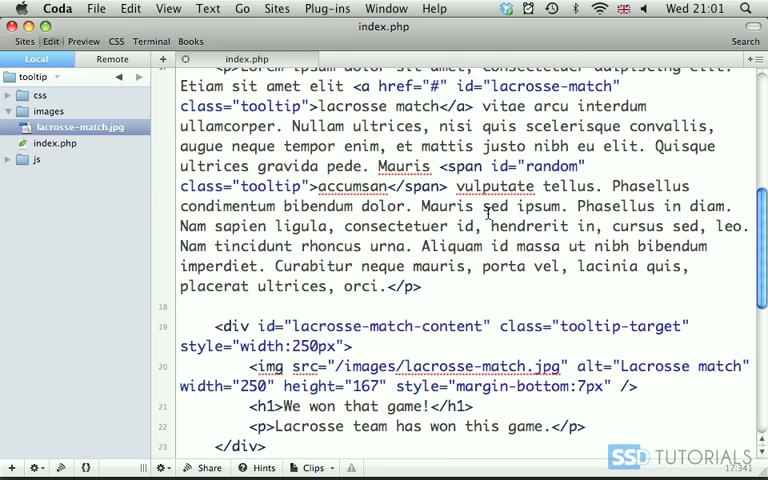 Coda File Edit View Text Go Sites Plug-ins Window Help Wed 21:01
index.php
Sites Edit Preview CSS Terminal Books Search
Local Remote index.php
tooltip
css
images
lacrosse-match.jpg
index.php
js
Etiam sit amet elit <a href="#" id="lacrosse-match"
class="tooltip">lacrosse match</a> vitae arcu interdum
ullamcorper. Nullam ultrices, nisi quis scelerisque convallis,
augue neque tempor enim, et mattis justo nibh eu elit. Quisque
ultrices gravida pede. Mauris <span id="random"
class="tooltip">accumsan</span> vulputate tellus. Phasellus
condimentum bibendum dolor. Mauris sed ipsum. Phasellus in diam.
Nam sapien ligula, consectetuer id, hendrerit in, cursus sed, leo.
Nam tincidunt rhoncus urna. Aliquam id massa ut nibh bibendum
imperdiet. Curabitur neque mauris, porta vel, lacinia quis,
placerat ultrices, orci.</p>
18
19 <div id="lacrosse-match-content" class="tooltip-target"
style="width:250px">
20 <img src="/images/lacrosse-match.jpg" alt="Lacrosse match"
width="250" height="167" style="margin-bottom:7px" />
21 <h1>We won that game!</h1>
22 <p>Lacrosse team has won this game.</p>
23 </div>
SSD TUTORIALS
Share Hints Clips 17:341